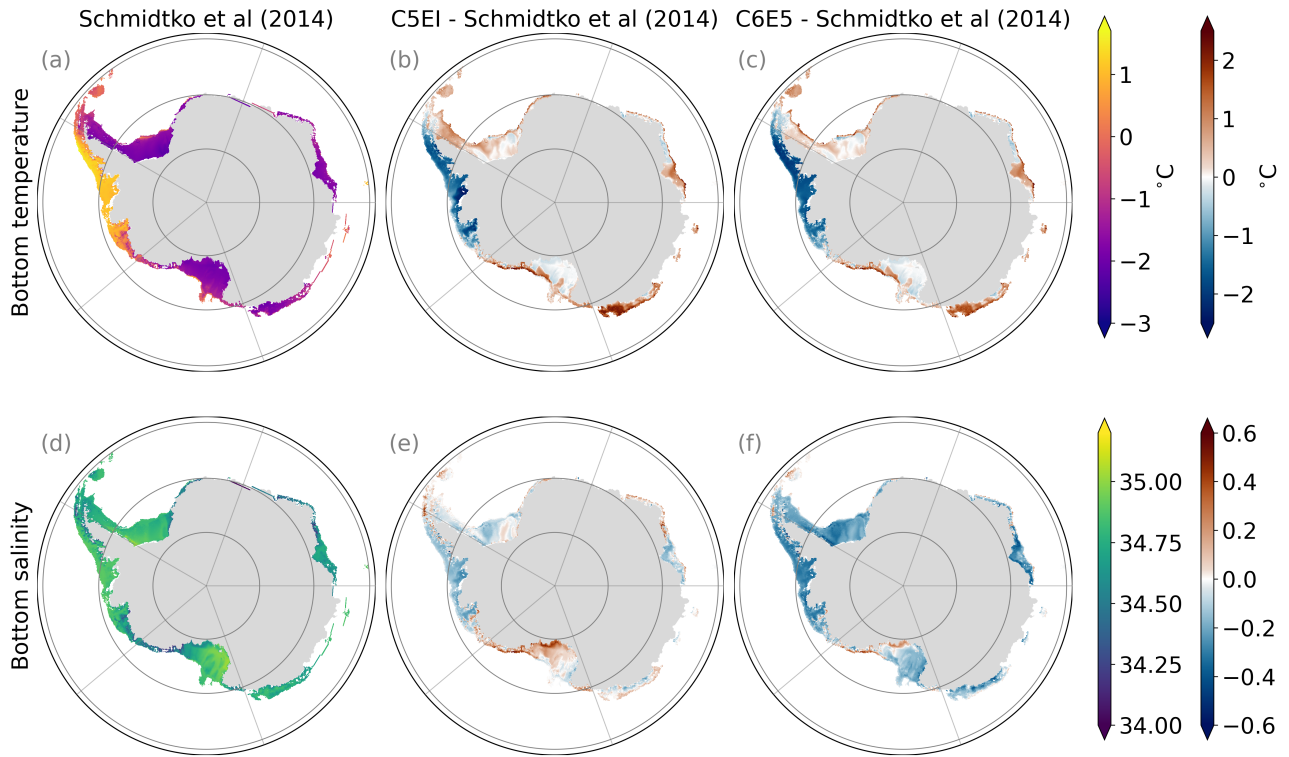 Schmidtko et al (2014)
C5EI - Schmidtko et al (2014)
C6E5 - Schmidtko et al (2014)
(a)
(b)
(c)
Bottom temperature
1
0
−1
−2
−3
°C
2
1
0
−1
−2
°C
(d)
(e)
(f)
Bottom salinity
35.00
34.75
34.50
34.25
34.00
0.6
0.4
0.2
0.0
−0.2
−0.4
−0.6